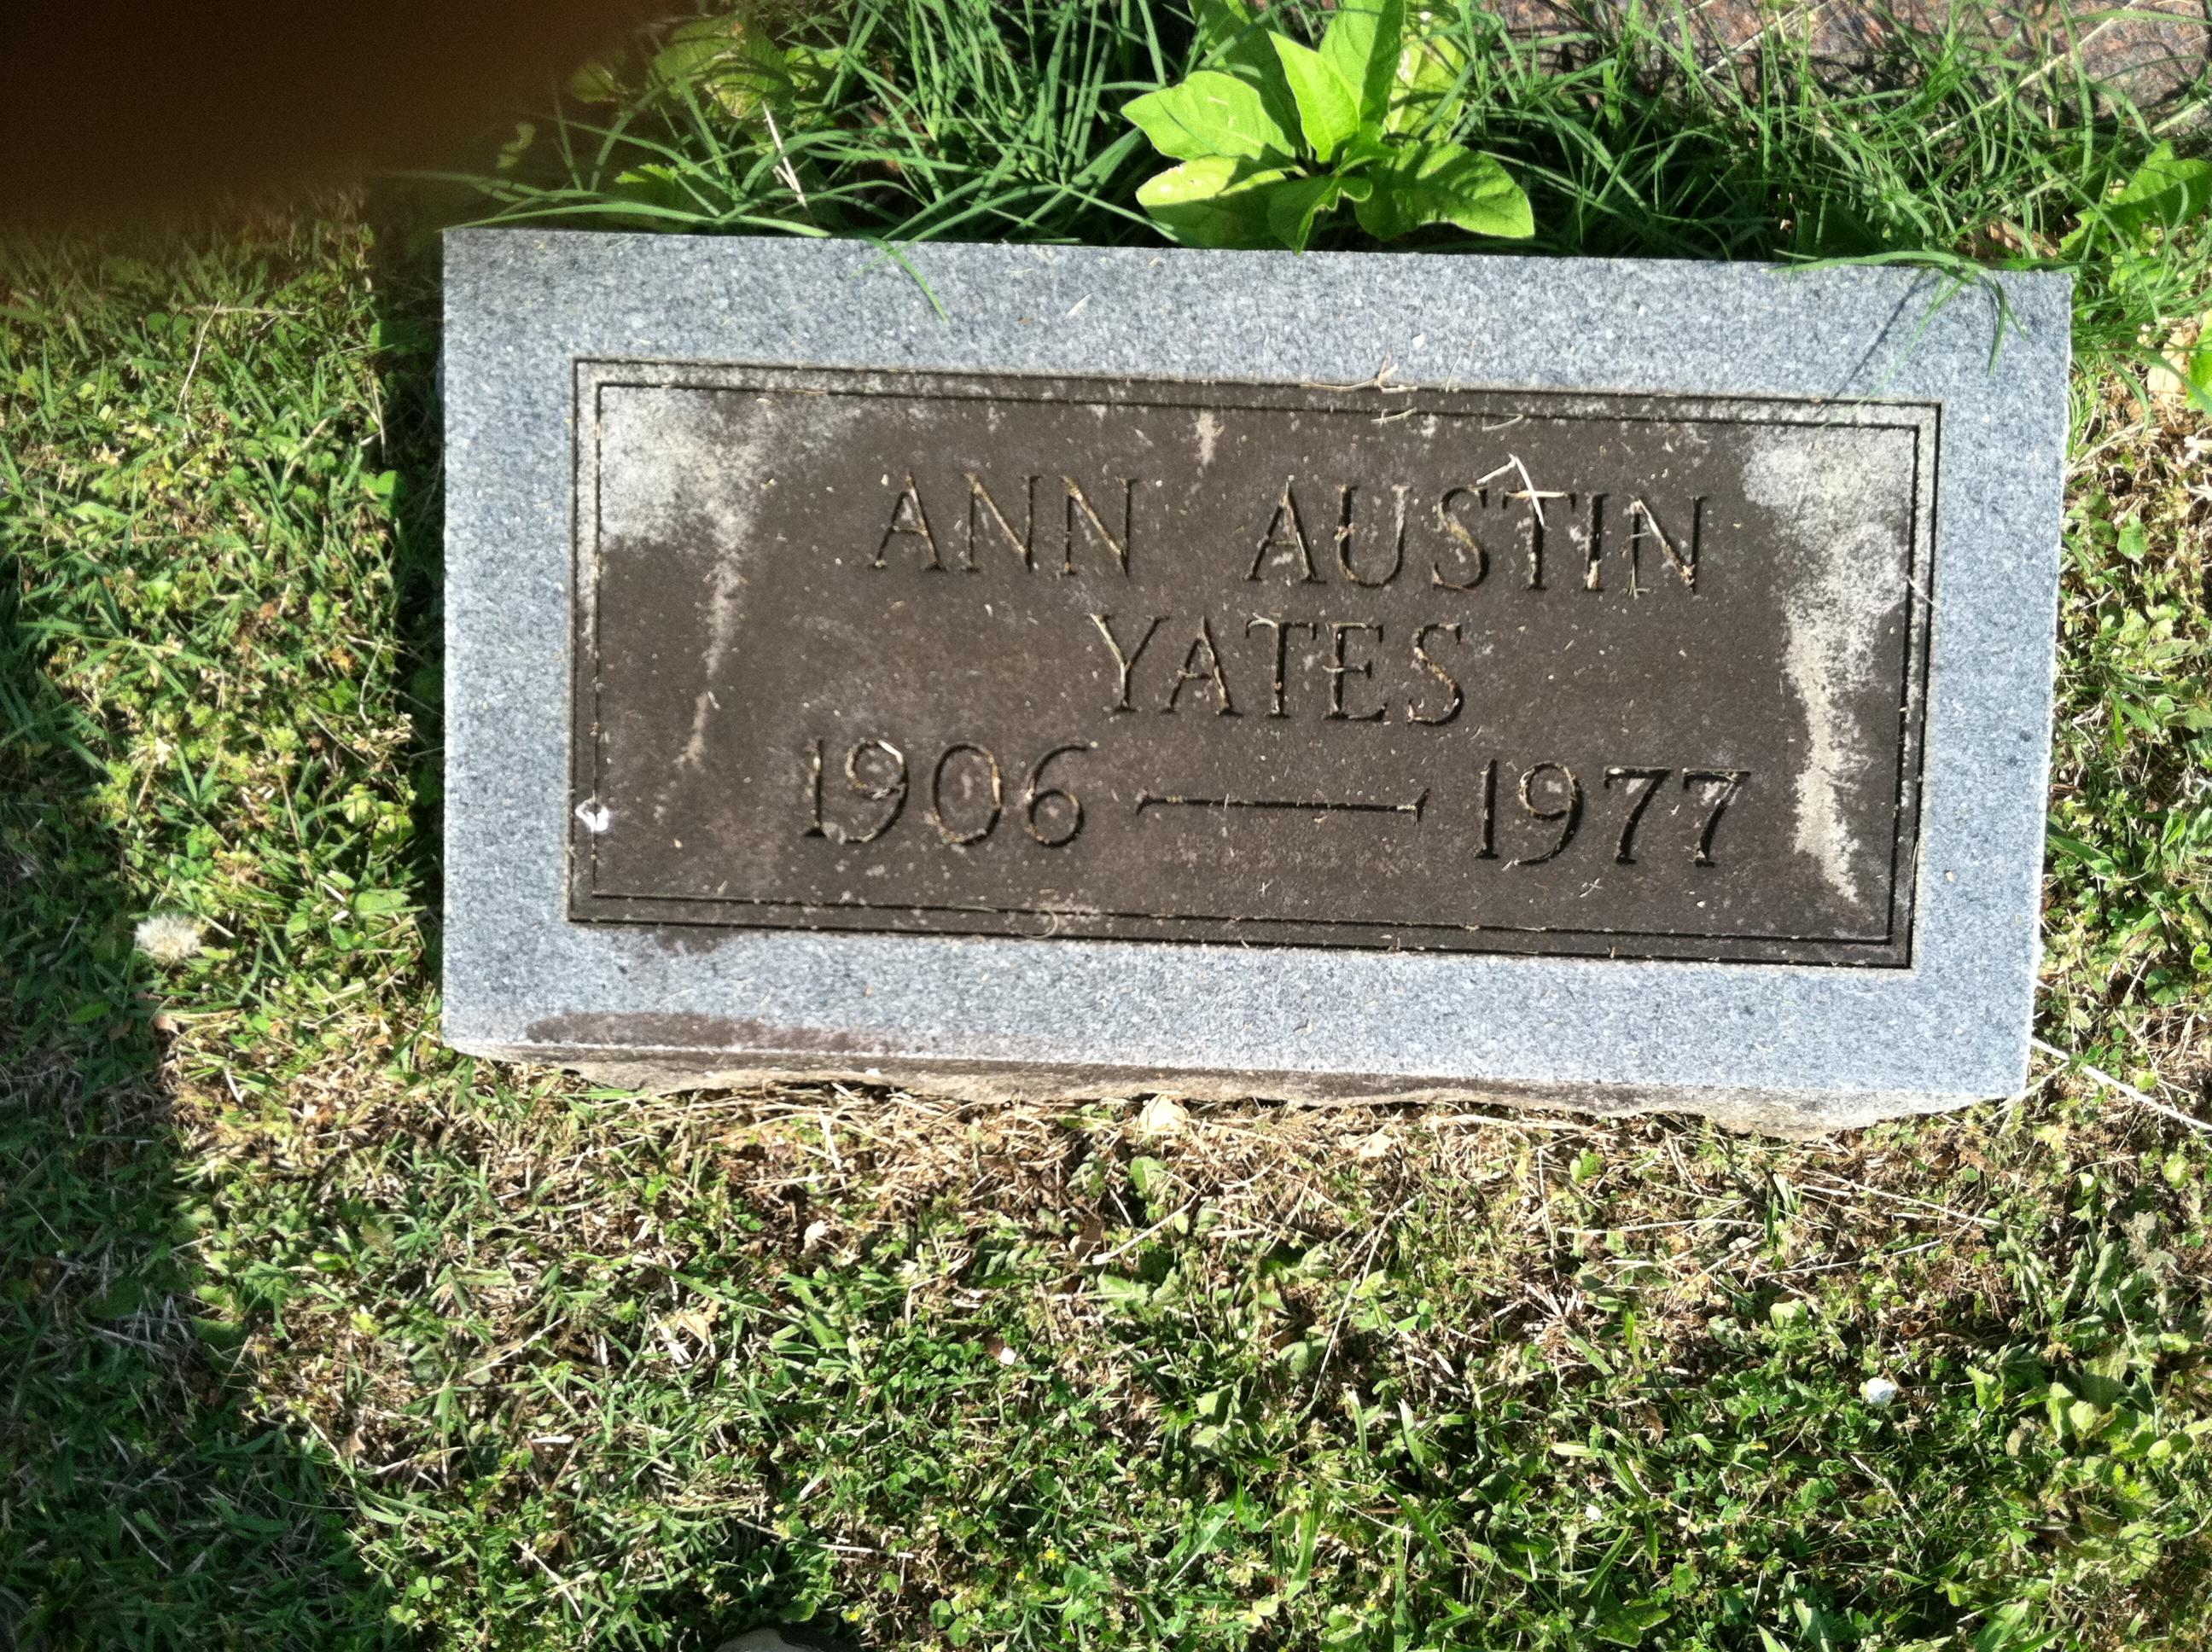 ANN AUSTIN
YATES
1906 — 1977